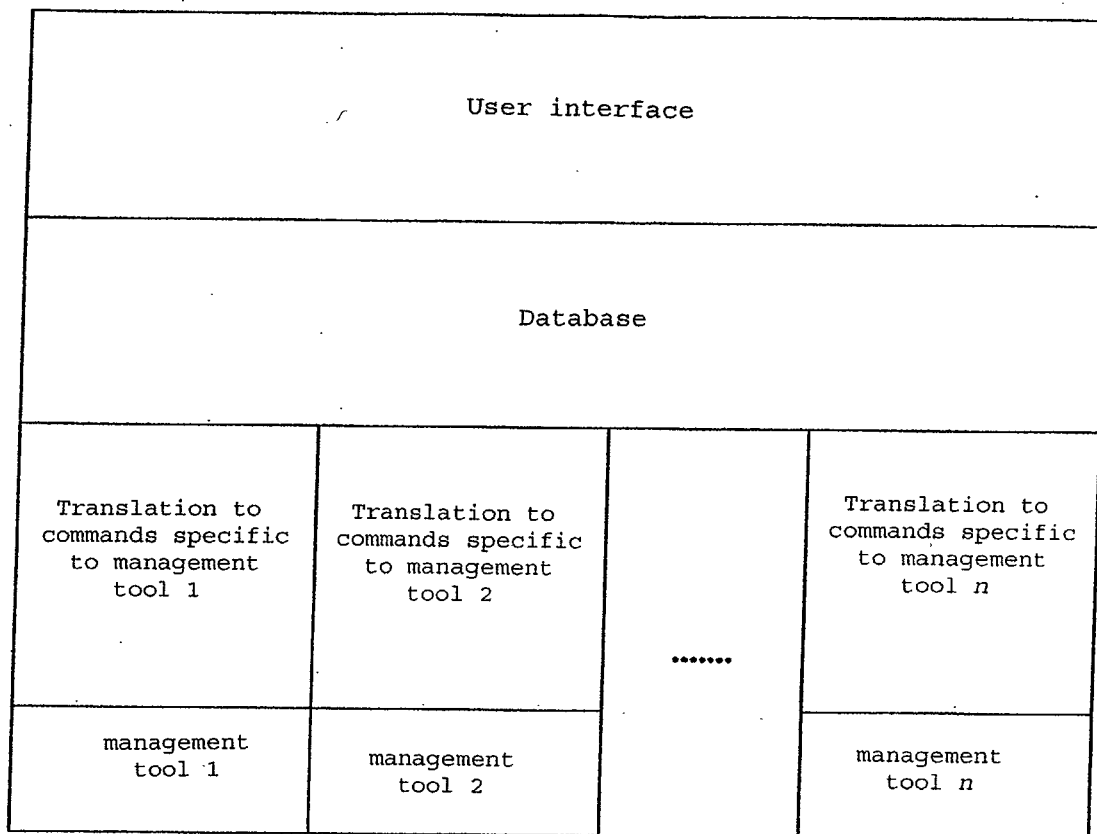 User interface
Database
Translation to
commands specific
to management
tool 1
Translation to
commands specific
to management
tool 2
.......
Translation to
commands specific
to management
tool n
management
tool 1
management
tool 2
management
tool n